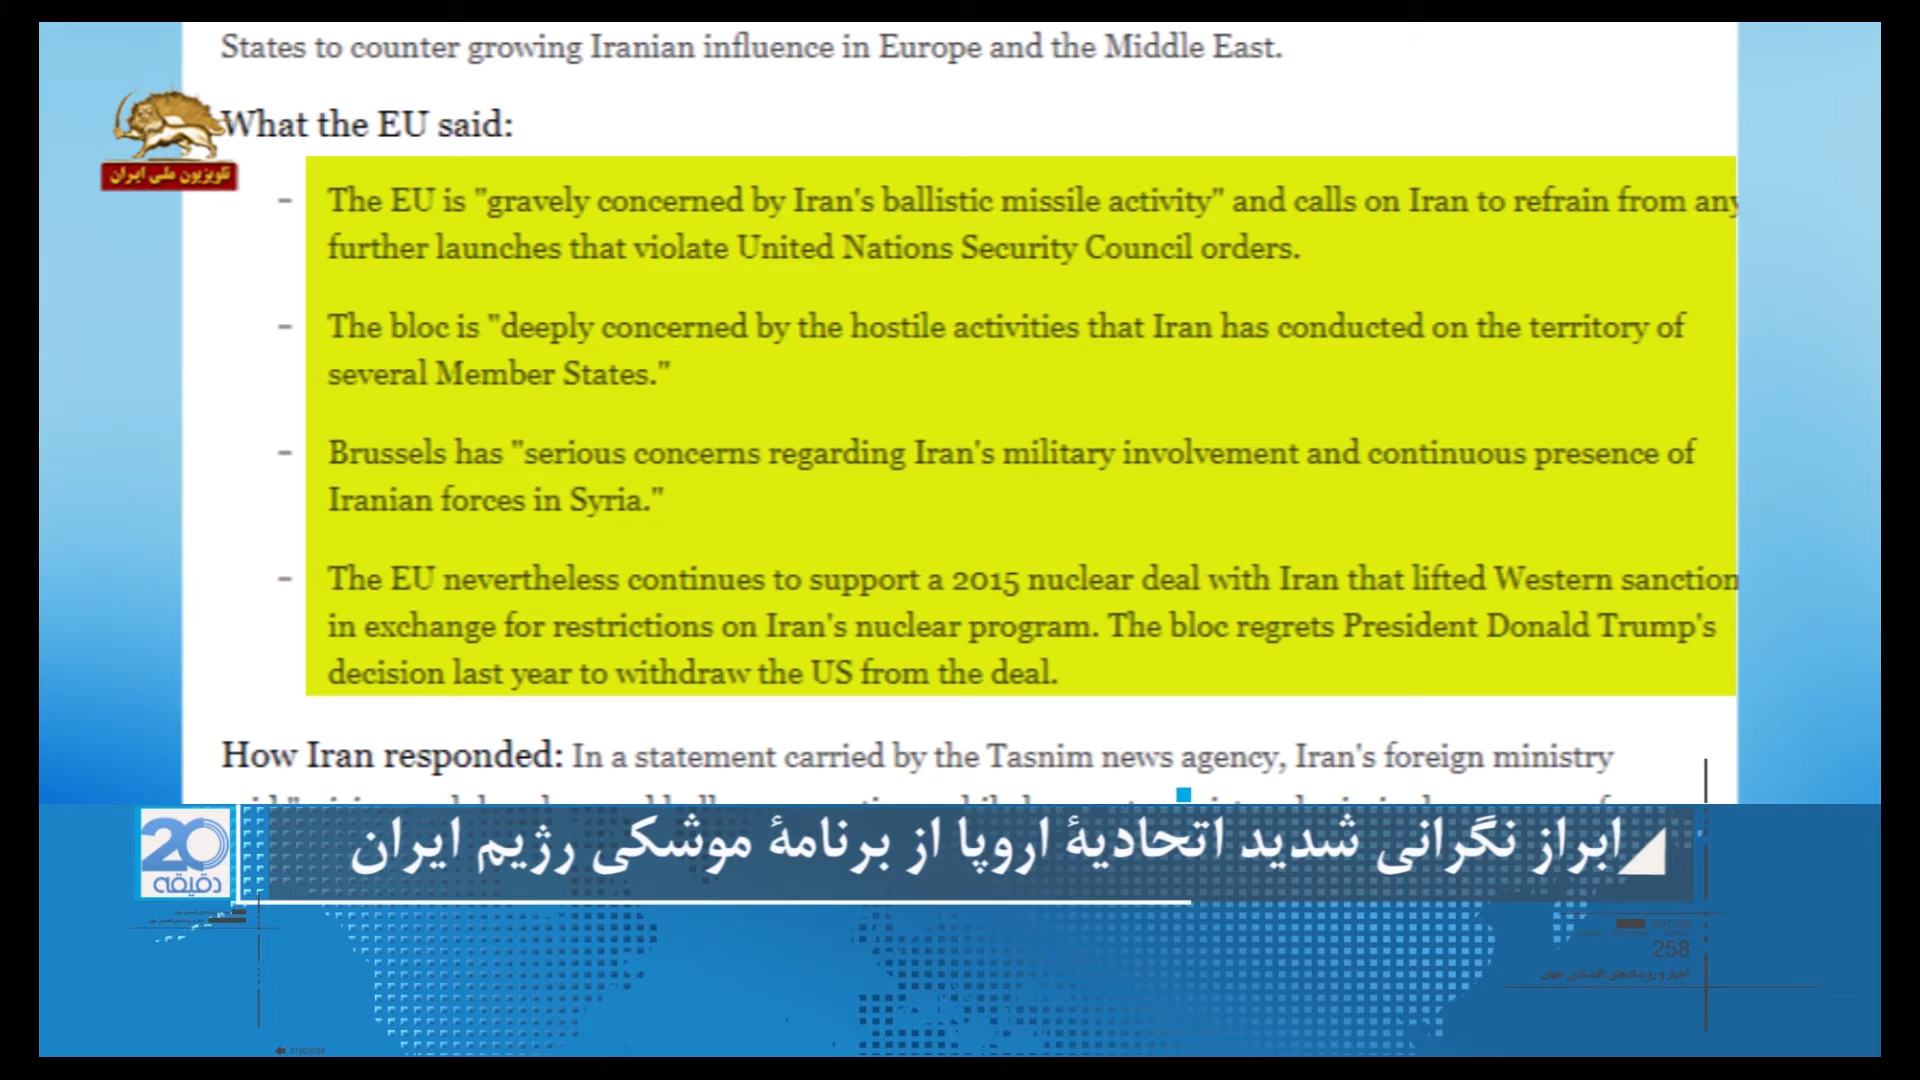 States to counter growing Iranian influence in Europe and the Middle East.
What the EU said:
تلویزیون ملی ایران
- The EU is "gravely concerned by Iran's ballistic missile activity" and calls on Iran to refrain from any
further launches that violate United Nations Security Council orders.
- The bloc is "deeply concerned by the hostile activities that Iran has conducted on the territory of
several Member States."
- Brussels has "serious concerns regarding Iran's military involvement and continuous presence of
Iranian forces in Syria."
- The EU nevertheless continues to support a 2015 nuclear deal with Iran that lifted Western sanction
in exchange for restrictions on Iran's nuclear program. The bloc regrets President Donald Trump's
decision last year to withdraw the US from the deal.
How Iran responded: In a statement carried by the Tasnim news agency, Iran's foreign ministry
ابراز نگرانی شدید اتحادیهٔ اروپا از برنامهٔ موشکی رژیم ایران
20
دقیقه
258
اخبار و رویدادهای اقتصادی جهان